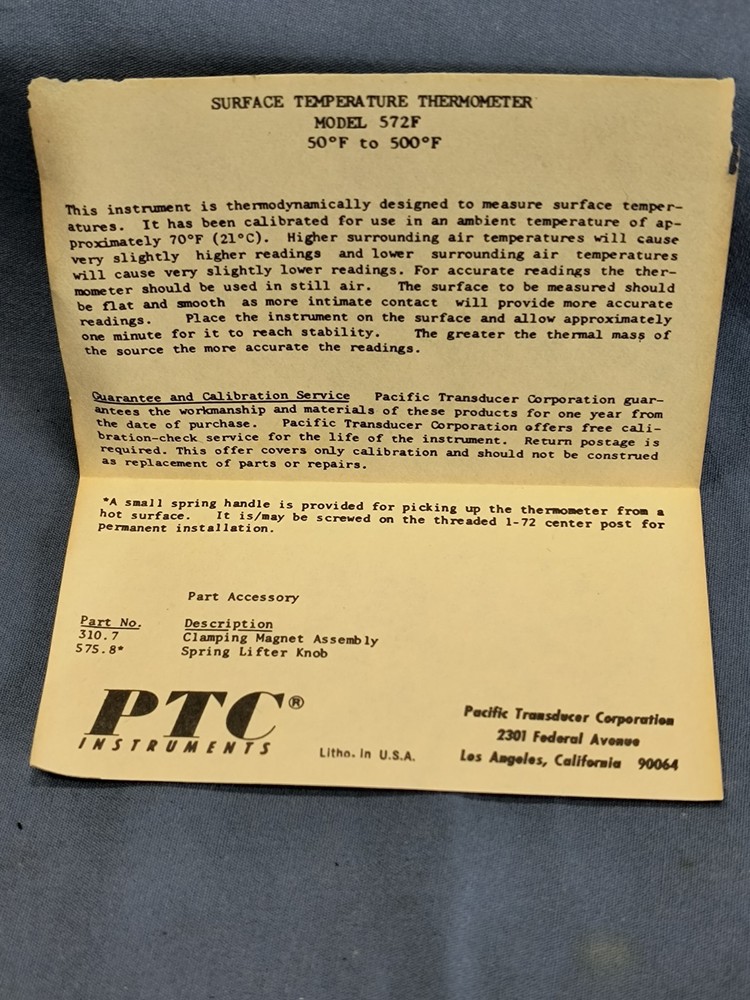 SURFACE TEMPERATURE THERMOMETER
MODEL 572F
50°F to 500°F
This instrument is thermodynamically designed to measure surface temper-
atures. It has been calibrated for use in an ambient temperature of ap-
proximately 70°F (21°C). Higher surrounding air temperatures will cause
very slightly higher readings and lower surrounding air temperatures
will cause very slightly lower readings. For accurate readings the ther-
mometer should be used in still air. The surface to be measured should
be flat and smooth as more intimate contact will provide more accurate
readings. Place the instrument on the surface and allow approximately
one minute for it to reach stability. The greater the thermal mass of
the source the more accurate the readings.
Guarantee and Calibration Service Pacific Transducer Corporation guar-
antees the workmanship and materials of these products for one year from
the date of purchase. Pacific Transducer Corporation offers free cali-
bration-check service for the life of the instrument. Return postage is
required. This offer covers only calibration and should not be construed
as replacement of parts or repairs.
*A small spring handle is provided for picking up the thermometer from a
hot surface. It is/may be screwed on the threaded 1-72 center post for
permanent installation.
Part Accessory
Part No. Description
310.7 Clamping Magnet Assembly
575.8* Spring Lifter Knob
PTC®
INSTRUMENTS
Litho. in U.S.A.
Pacific Transducer Corporation
2301 Federal Avenue
Los Angeles, California 90064